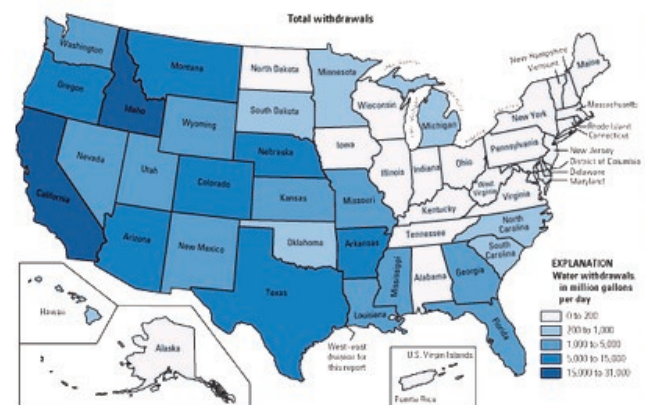 Total withdrawals
Washington
Oregon
California
Idaho
Nevada
Montana
Wyoming
Utah
Arizona
Colorado
New Mexico
North Dakota
South Dakota
Nebraska
Kansas
Oklahoma
Texas
Minnesota
Iowa
Missouri
Arkansas
Louisiana
Wisconsin
Illinois
Michigan
Indiana
Ohio
Kentucky
Tennessee
Mississippi
Alabama
Georgia
Florida
South
Carolina
North
Carolina
Virginia
West
Virginia
Pennsylvania
New York
Maine
New Hampshire
Vermont
Massachusetts
Rhode Island
Connecticut
New Jersey
District of Columbia
Delaware
Maryland
Hawaii
Alaska
West-east
division for
this report
U.S. Virgin Islands
Puerto Rico
EXPLANATION
Water withdrawals
in million gallons
per day
0 to 200
200 to 1,000
1,000 to 5,000
5,000 to 15,000
15,000 to 31,000